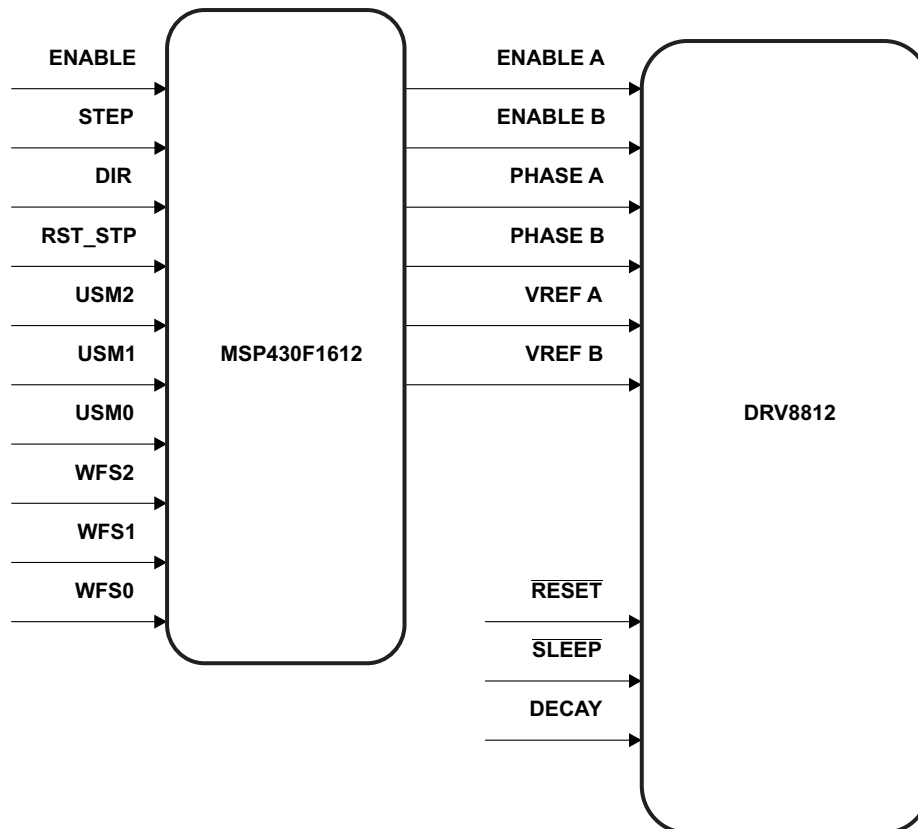 ENABLE
STEP
DIR
RST_STP
USM2
USM1
USM0
WFS2
WFS1
WFS0
MSP430F1612
ENABLE A
ENABLE B
PHASE A
PHASE B
VREF A
VREF B
RESET
SLEEP
DECAY
DRV8812